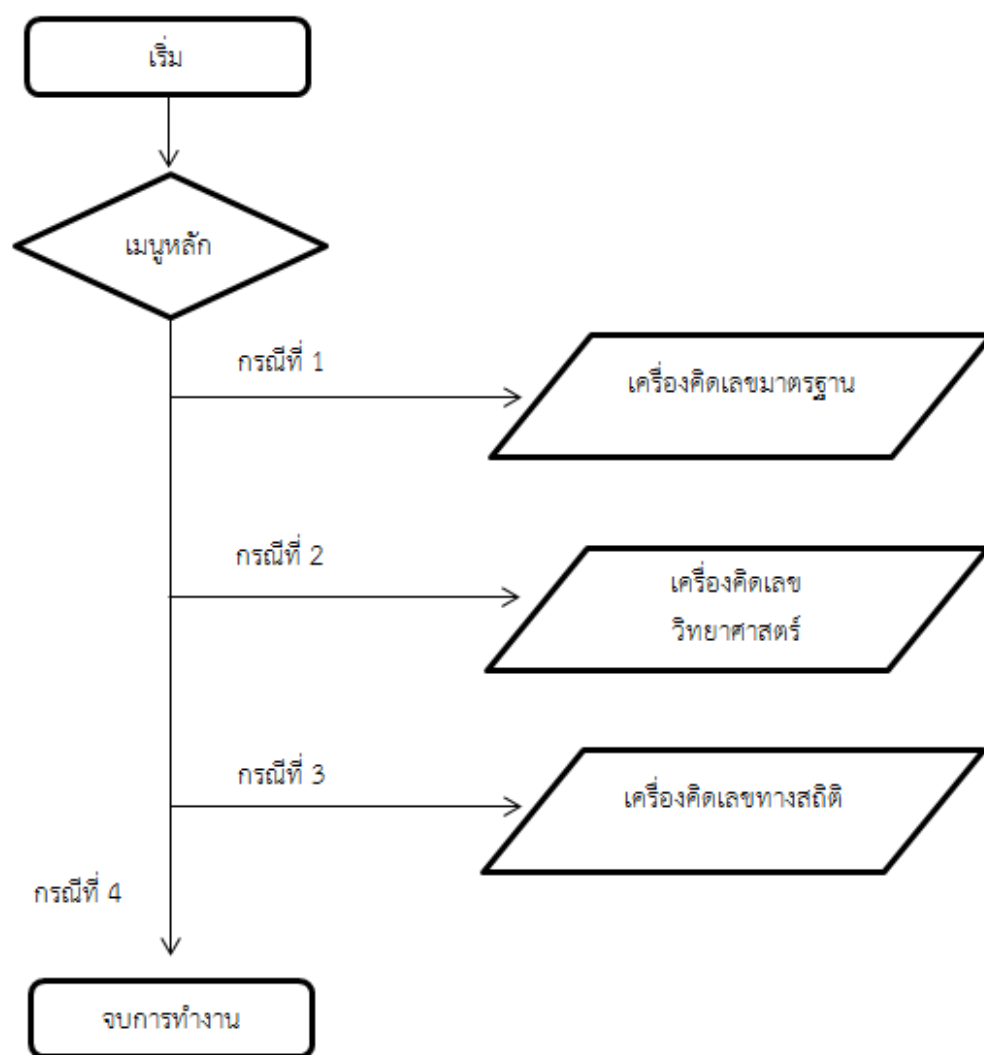 เริ่ม
เมนูหลัก
กรณีที่ 1
เครื่องคิดเลขมาตรฐาน
กรณีที่ 2
เครื่องคิดเลข
วิทยาศาสตร์
กรณีที่ 3
เครื่องคิดเลขทางสถิติ
กรณีที่ 4
จบการทำงาน